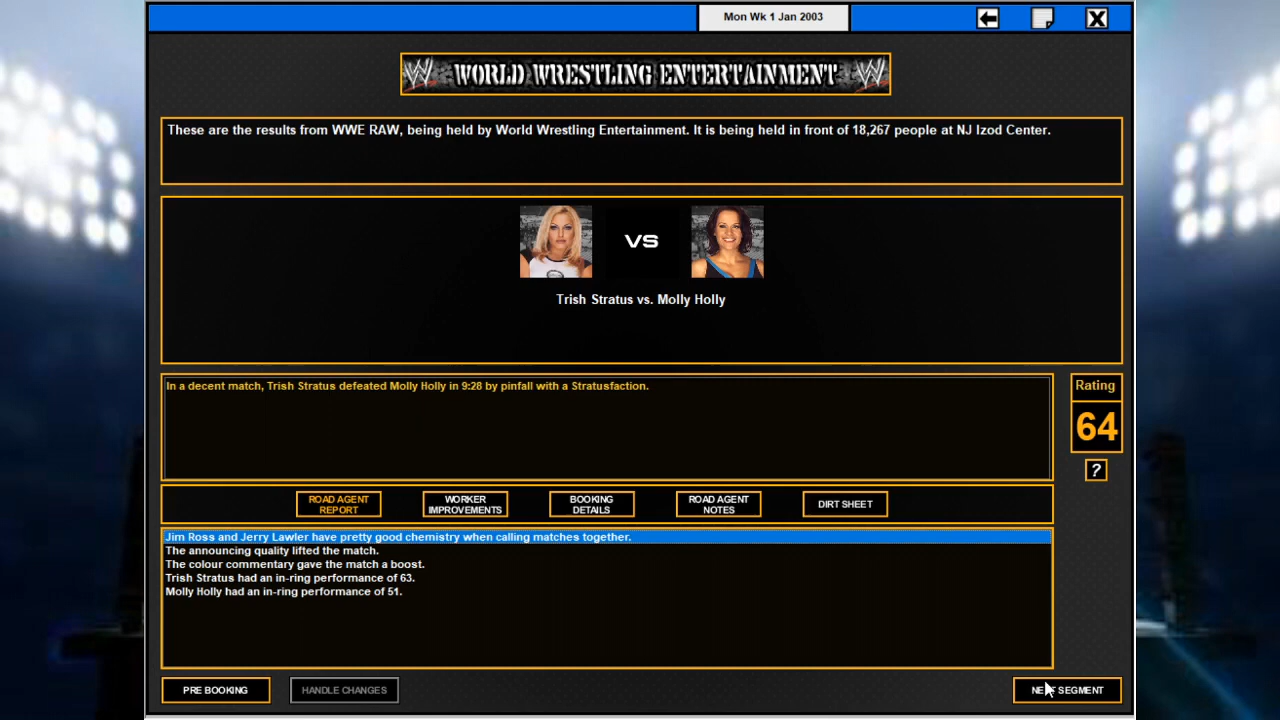 Mon Wk 1 Jan 2003
W WORLD WRESTLING ENTERTAINMENT W
These are the results from WWE RAW, being held by World Wrestling Entertainment. It is being held in front of 18,267 people at NJ Izod Center.
VS
Trish Stratus vs. Molly Holly
In a decent match, Trish Stratus defeated Molly Holly in 9:28 by pinfall with a Stratusfaction.
Rating
64
?
ROAD AGENT REPORT
WORKER IMPROVEMENTS
BOOKING DETAILS
ROAD AGENT NOTES
DIRT SHEET
Jim Ross and Jerry Lawler have pretty good chemistry when calling matches together.
The announcing quality lifted the match.
The colour commentary gave the match a boost.
Trish Stratus had an in-ring performance of 63.
Molly Holly had an in-ring performance of 51.
PRE BOOKING
HANDLE CHANGES
NEXT SEGMENT